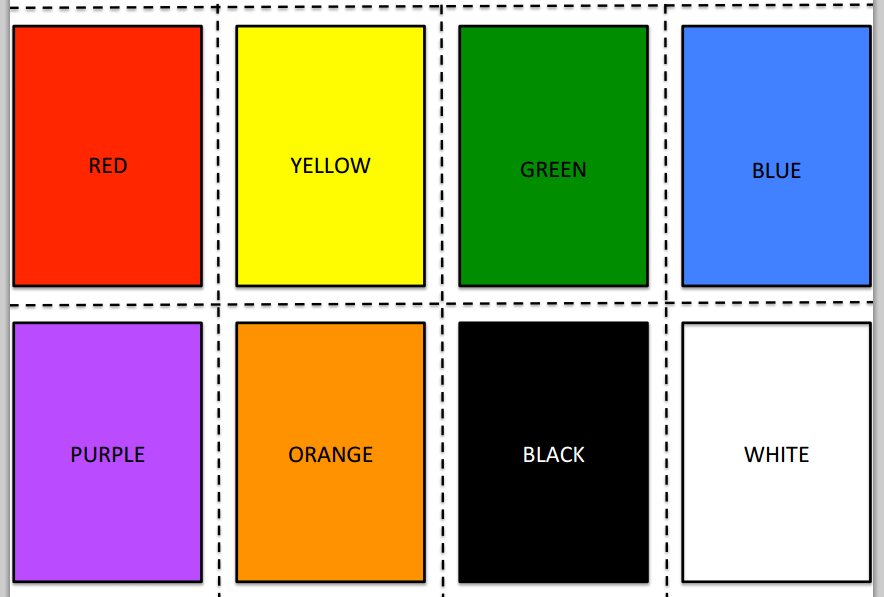 RED
YELLOW
GREEN
BLUE
PURPLE
ORANGE
BLACK
WHITE